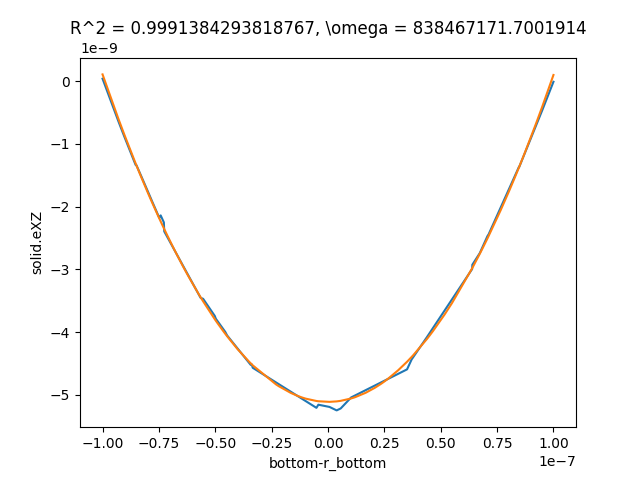 R^2 = 0.9991384293818767, \omega = 838467171.7001914
1e−9
0
−1
−2
−3
−4
−5
solid.eXZ
−1.00 −0.75 −0.50 −0.25 0.00 0.25 0.50 0.75 1.00
1e−7
bottom-r_bottom